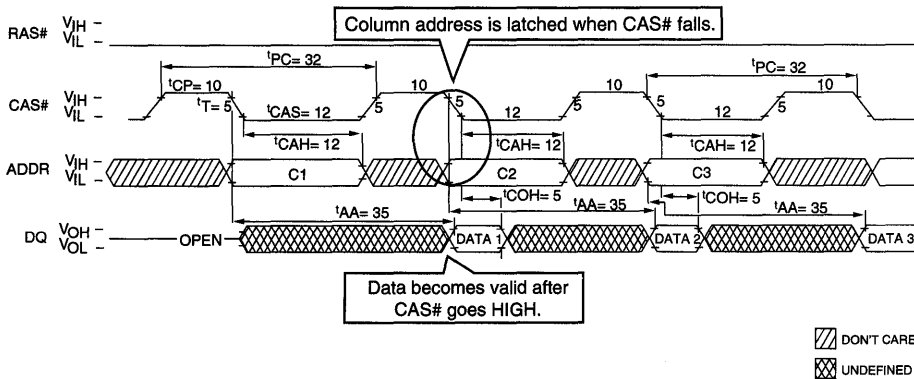 Column address is latched when CAS# falls.
RAS# VIH
VIL
tPC= 32
tPC= 32
tCP= 10
10
10
CAS# VIH
VIL
tT= 5
tCAS= 12
5
5
12
5
5
12
5
tCAH= 12
tCAH= 12
tCAH= 12
ADDR VIH
VIL
C1
C2
C3
tCOH= 5
tCOH= 5
tAA= 35
tAA= 35
tAA= 35
DQ VOH
VOL
OPEN
DATA 1
DATA 2
DATA 3
Data becomes valid after
CAS# goes HIGH.
DON'T CARE
UNDEFINED